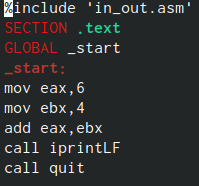 %include 'in_out.asm'
SECTION .text
GLOBAL _start
_start:
mov eax,6
mov ebx,4
add eax,ebx
call iprintLF
call quit